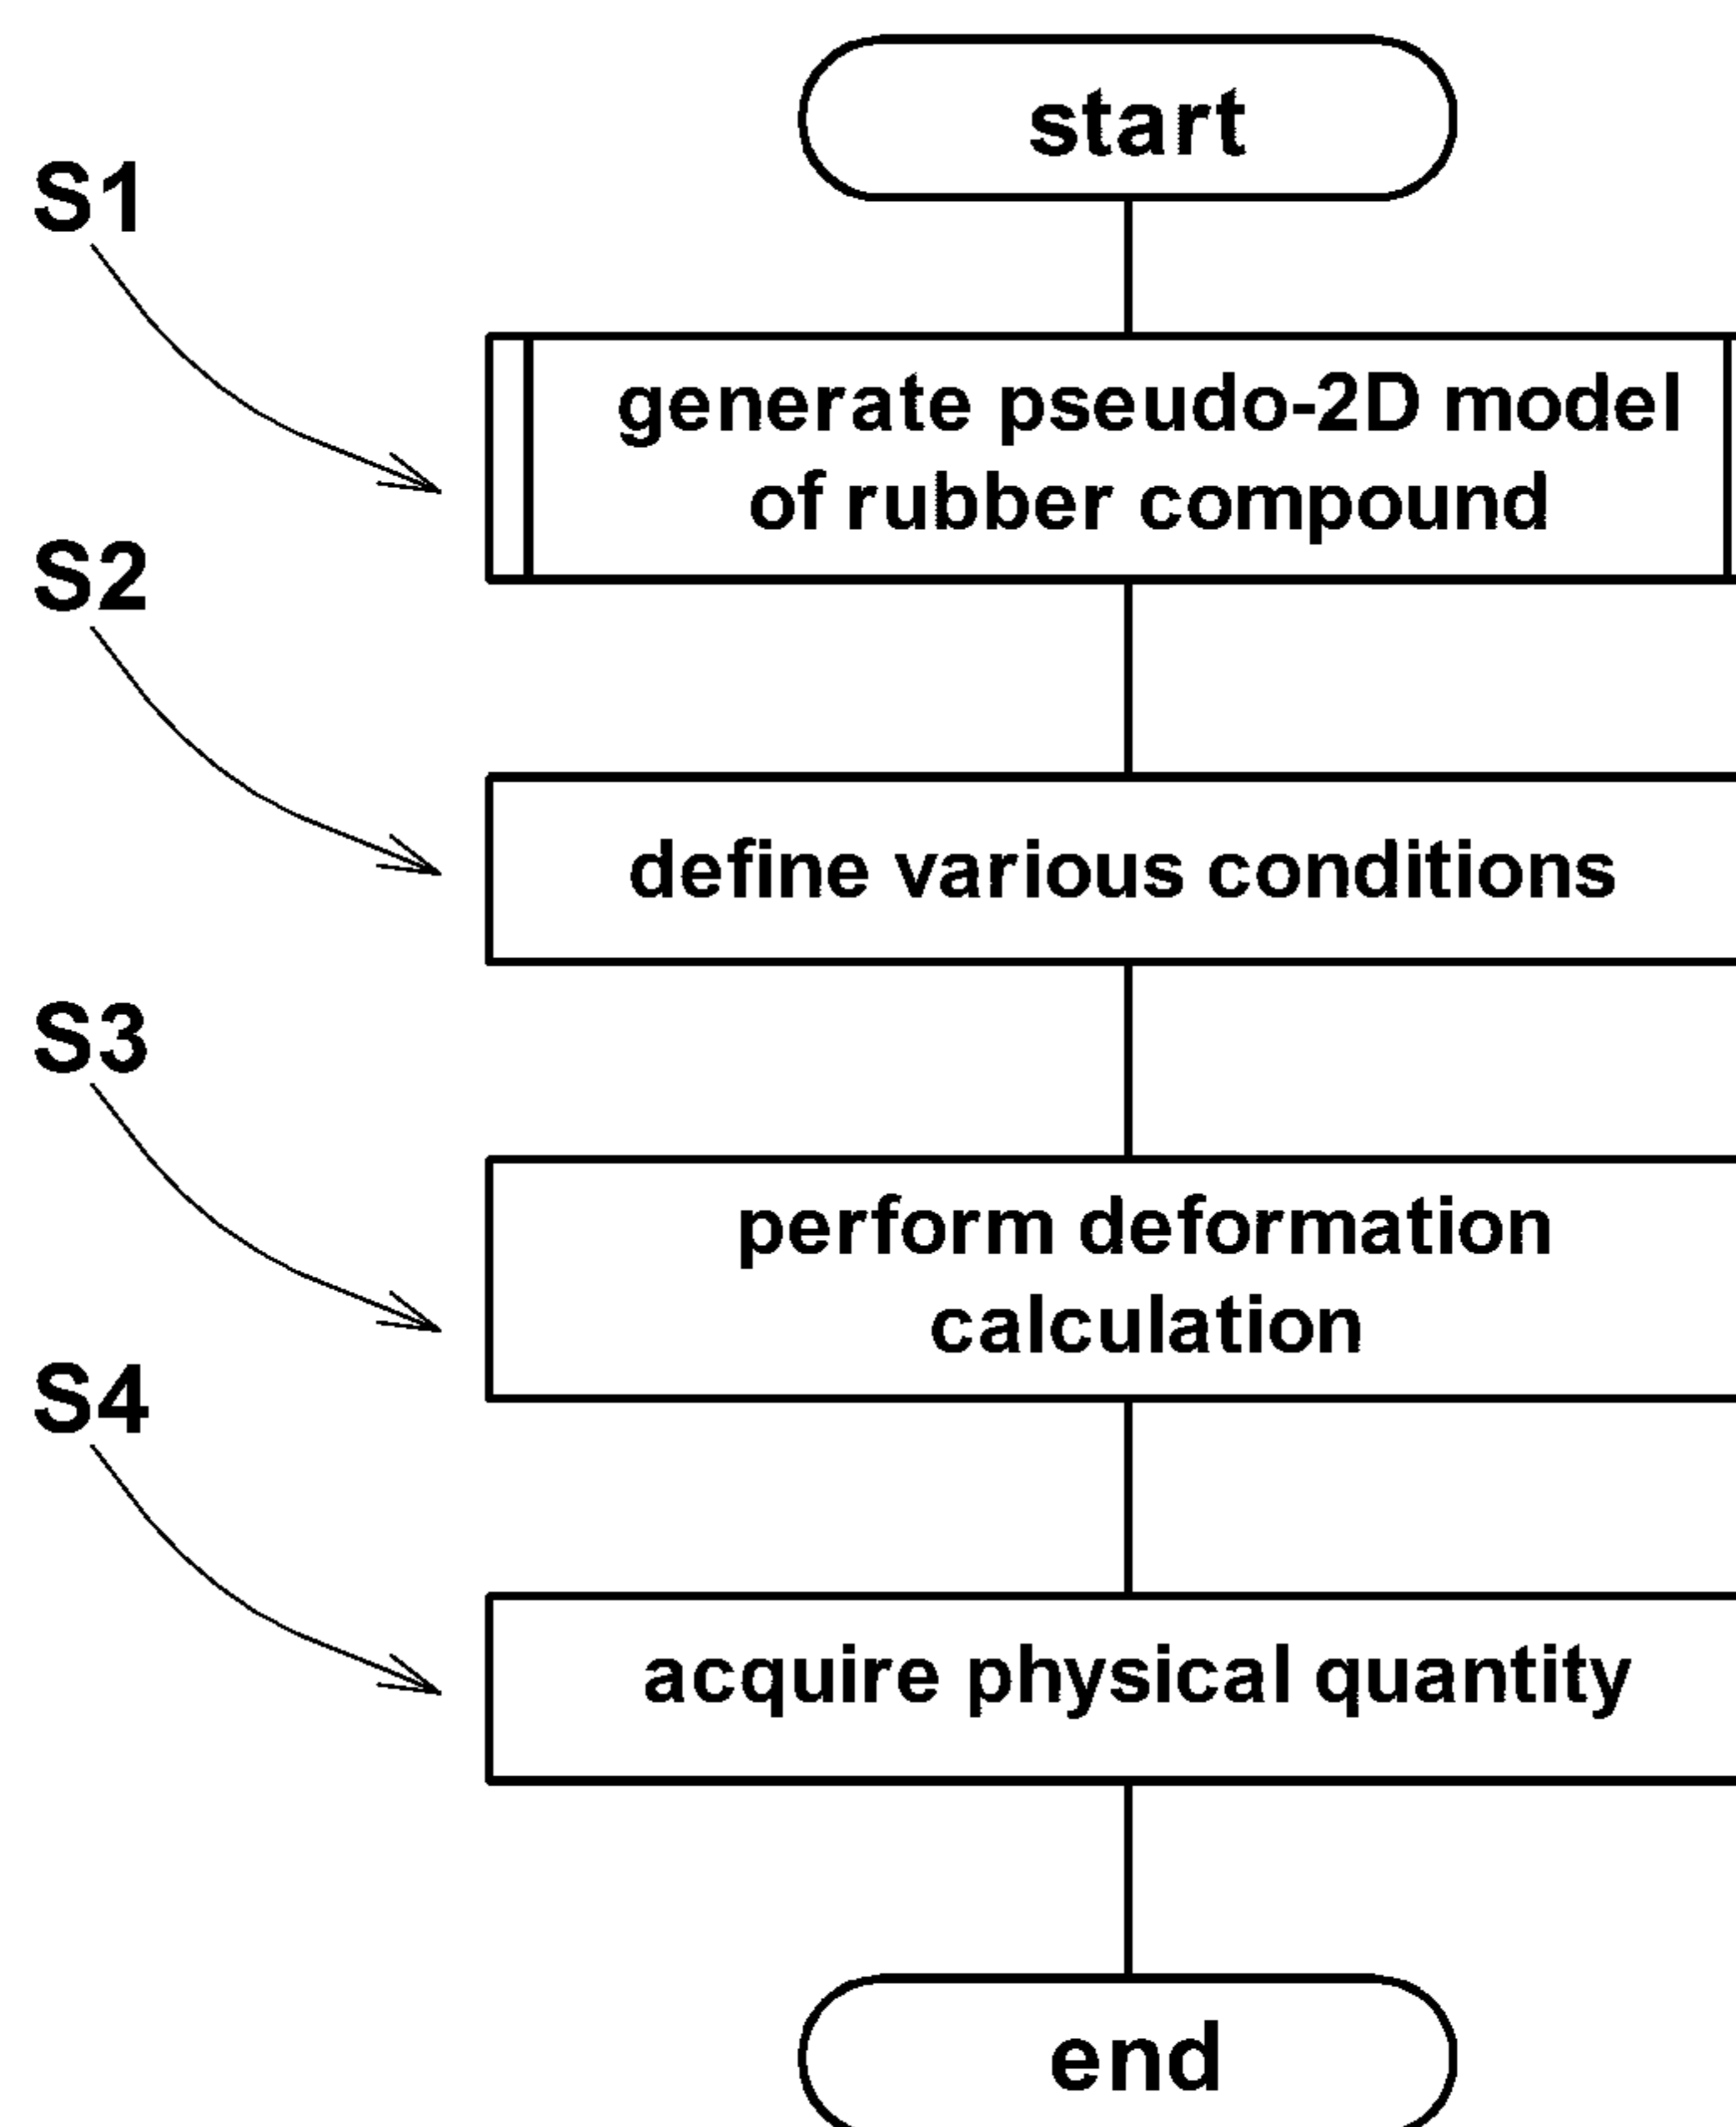 start
S1
generate pseudo-2D model
of rubber compound
S2
define various conditions
S3
perform deformation
calculation
S4
acquire physical quantity
end